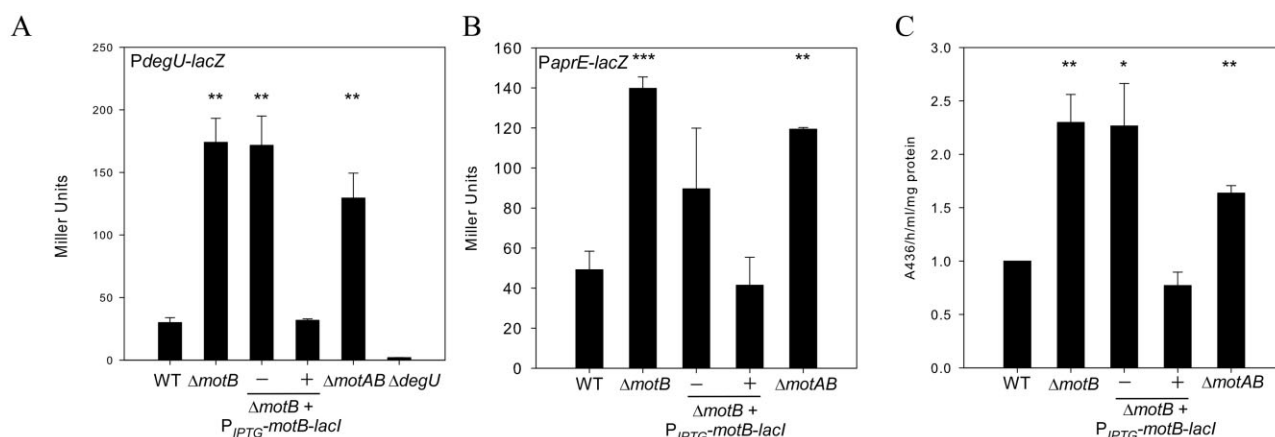 A
PdegU-lacZ
Miller Units
250
200
150
100
50
0
** ** **
WT ΔmotB − + ΔmotAB ΔdegU
ΔmotB +
P_IPTG-motB-lacI
B
PaprE-lacZ
Miller Units
160
140
120
100
80
60
40
20
0
*** **
WT ΔmotB − + ΔmotAB
ΔmotB +
P_IPTG-motB-lacI
C
A436/h/ml/mg protein
3.0
2.5
2.0
1.5
1.0
0.5
0.0
** * **
WT ΔmotB − + ΔmotAB
ΔmotB +
P_IPTG-motB-lacI